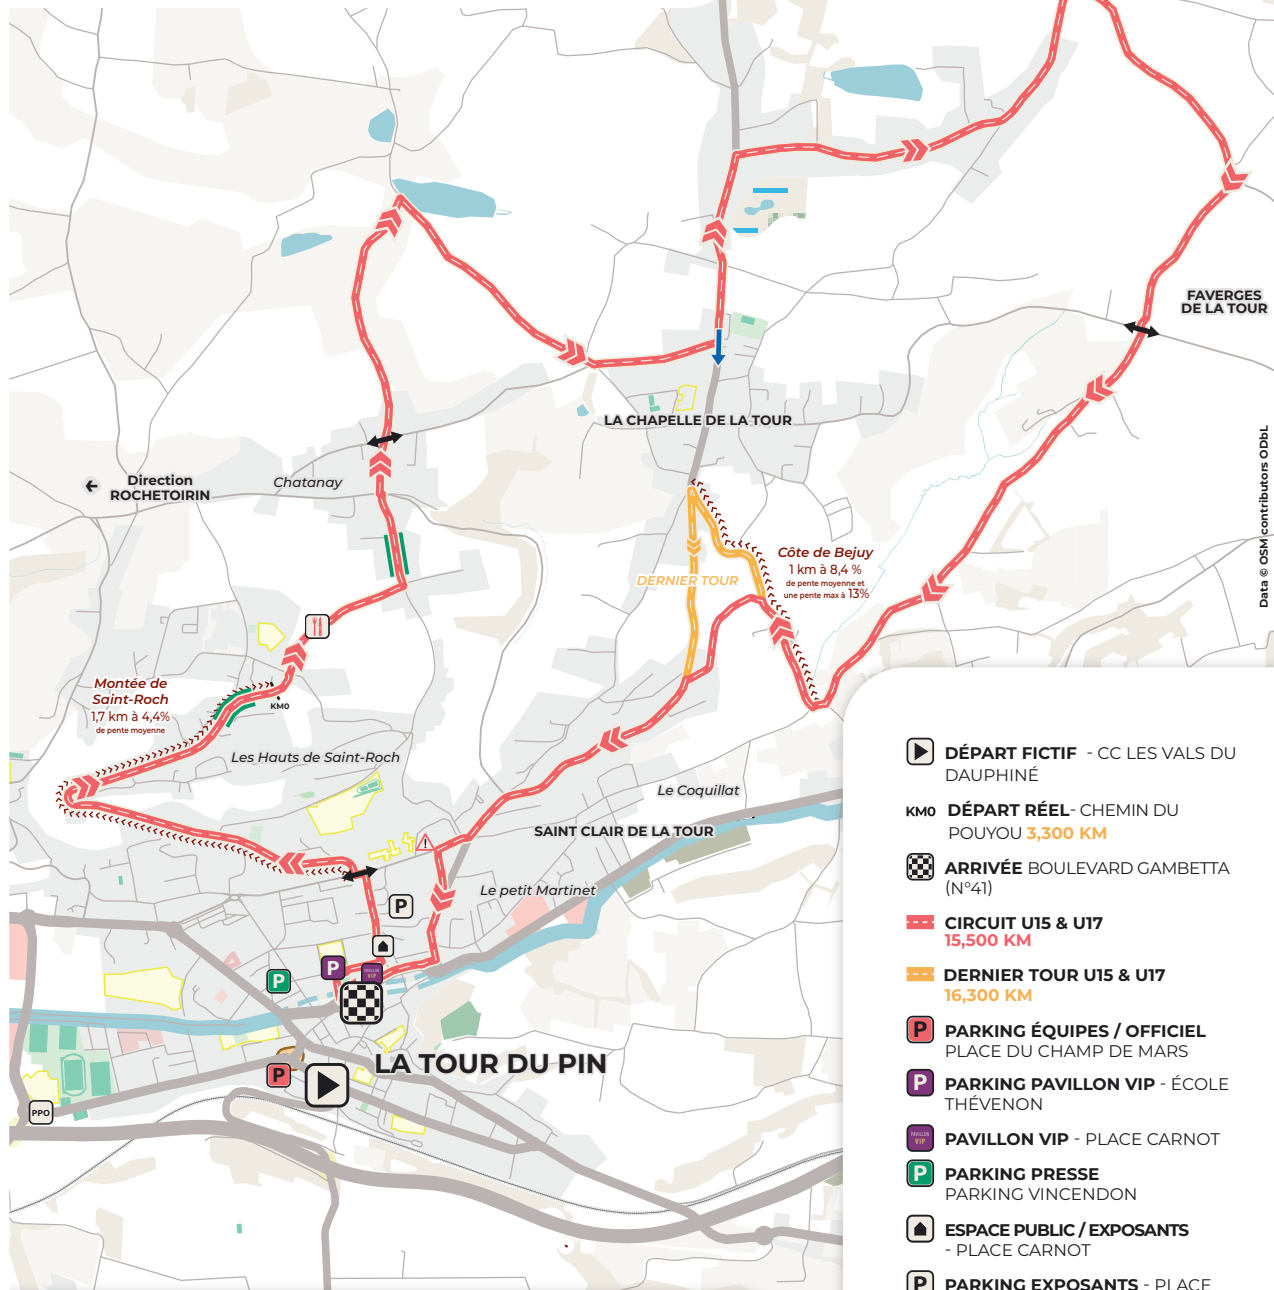 FAVERGES
DE LA TOUR
LA CHAPELLE DE LA TOUR
Direction
ROCHETOIRIN
Chatanay
Data © OSM contributors ODbL
Côte de Bejuy
1 km à 8,4 %
de pente moyenne et
une pente max à 13%
DERNIER TOUR
Montée de
Saint-Roch
1,7 km à 4,4%
de pente moyenne
KM0
Les Hauts de Saint-Roch
Le Coquillat
SAINT CLAIR DE LA TOUR
!
Le petit Martinet
P
P
PAVILLON
VIP
P
LA TOUR DU PIN
P
PPO
DÉPART FICTIF - CC LES VALS DU
DAUPHINÉ
KM0 DÉPART RÉEL- CHEMIN DU
POUYOU 3,300 KM
ARRIVÉE BOULEVARD GAMBETTA
(N°41)
CIRCUIT U15 & U17
15,500 KM
DERNIER TOUR U15 & U17
16,300 KM
P PARKING ÉQUIPES / OFFICIEL
PLACE DU CHAMP DE MARS
P PARKING PAVILLON VIP - ÉCOLE
THÉVENON
PAVILLON
VIP
PAVILLON VIP - PLACE CARNOT
P PARKING PRESSE
PARKING VINCENDON
ESPACE PUBLIC / EXPOSANTS
- PLACE CARNOT
P PARKING EXPOSANTS - PLACE